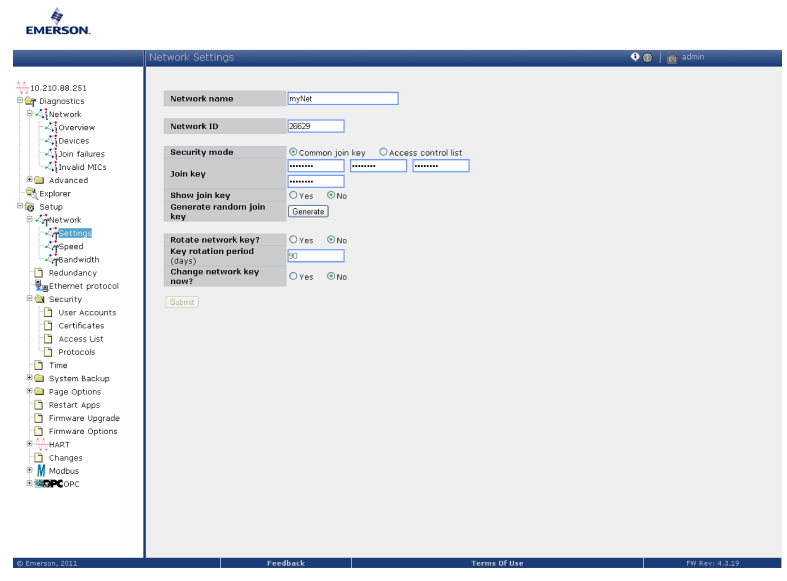 EMERSON.
Network Settings
admin
10.210.88.251
Diagnostics
Network
Overview
Devices
Join failures
Invalid MICs
Advanced
Explorer
Setup
Network
Settings
Speed
Bandwidth
Redundancy
Ethernet protocol
Security
User Accounts
Certificates
Access List
Protocols
Time
System Backup
Page Options
Restart Apps
Firmware Upgrade
Firmware Options
HART
Changes
Modbus
OPC OPC
Network name myNet
Network ID 26629
Security mode Common join key Access control list
Join key •••••••• •••••••• ••••••••
••••••••
Show join key Yes No
Generate random join key Generate
Rotate network key? Yes No
Key rotation period (days) 90
Change network key now? Yes No
Submit
© Emerson, 2011 Feedback Terms Of Use FW Rev: 4.3.19